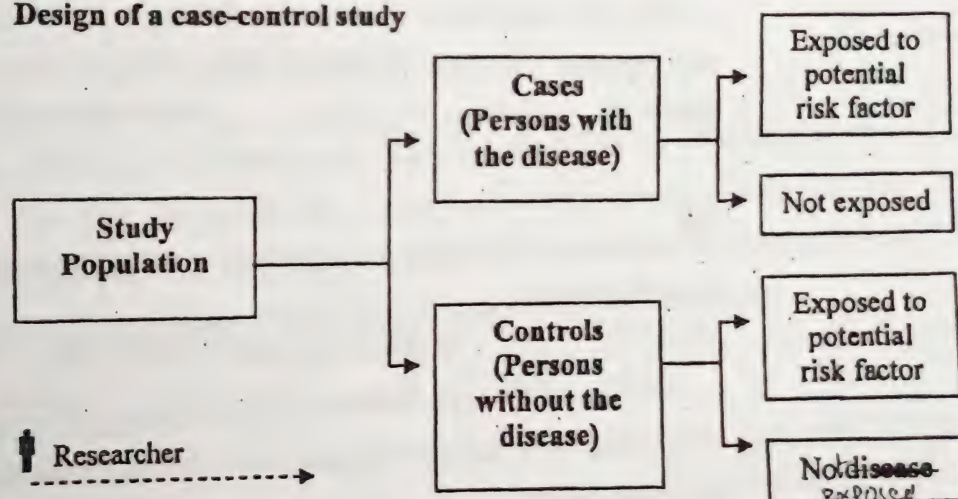 Design of a case-control study
Exposed to
potential
risk factor
Cases
(Persons with
the disease)
Not exposed
Study
Population
Exposed to
potential
risk factor
Controls
(Persons
without the
disease)
Researcher
Not disease
exposed